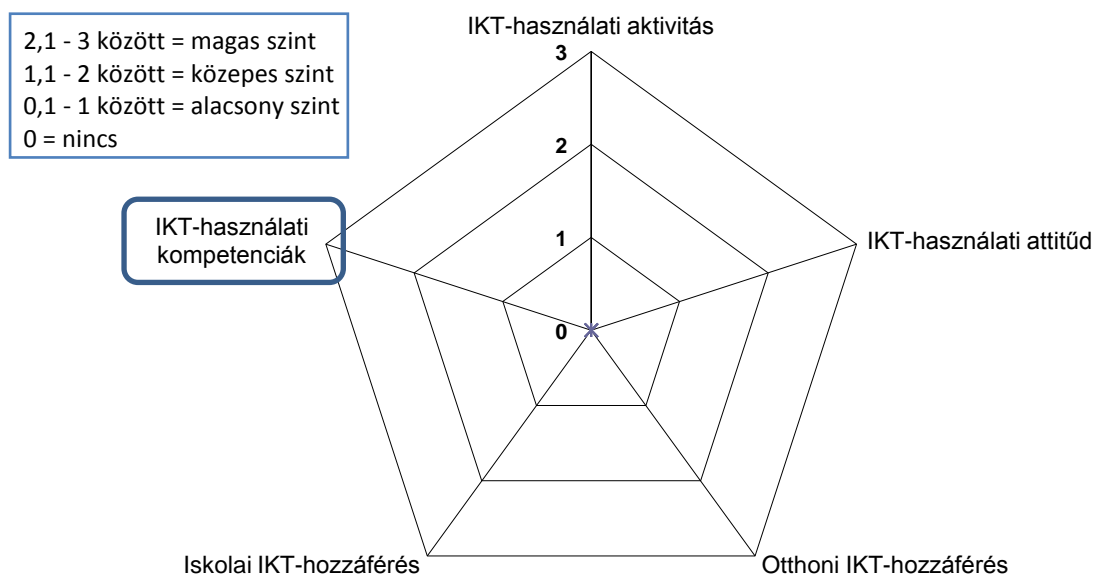 2,1 - 3 között = magas szint
1,1 - 2 között = közepes szint
0,1 - 1 között = alacsony szint
0 = nincs
IKT-használati aktivitás
3
2
1
0
IKT-használati
kompetenciák
IKT-használati attitűd
Iskolai IKT-hozzáférés
Otthoni IKT-hozzáférés